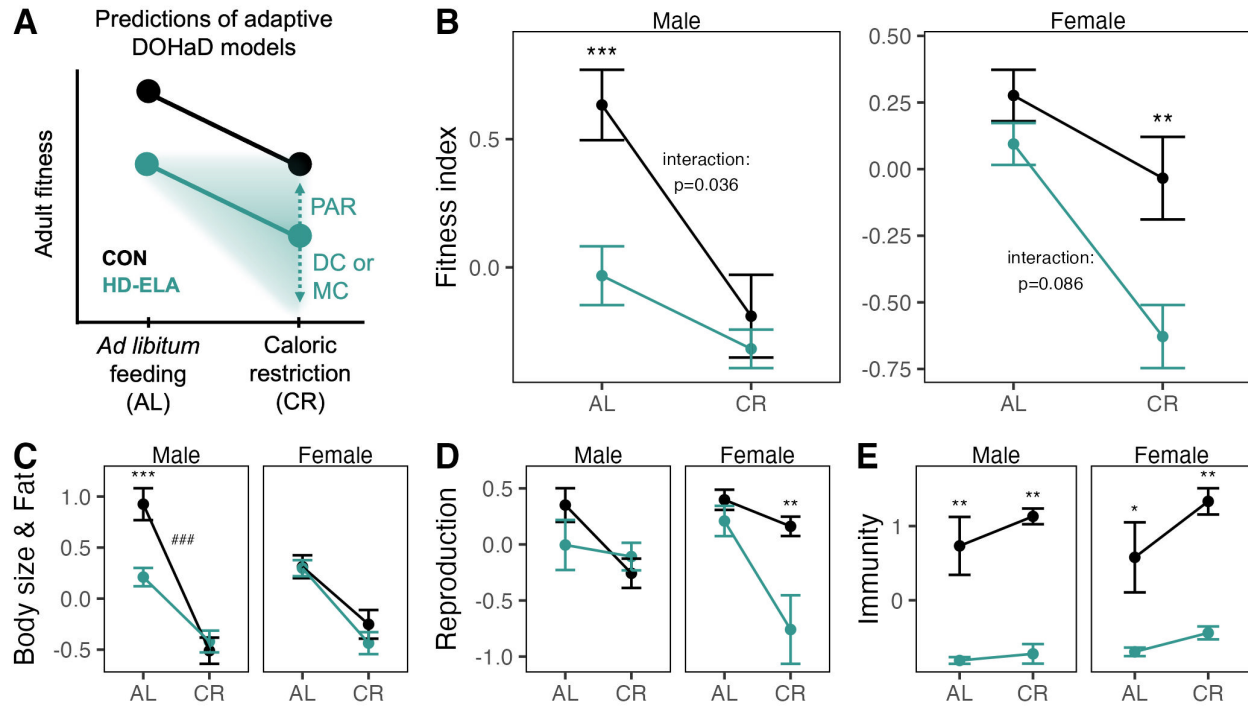 A
Predictions of adaptive
DOHaD models
Adult fitness
PAR
DC or
MC
CON
HD-ELA
Ad libitum
feeding
(AL)
Caloric
restriction
(CR)
B
Male
Female
Fitness index
0.5
0.0
***
interaction:
p=0.036
AL
CR
0.50
0.25
0.00
-0.25
-0.50
-0.75
**
interaction:
p=0.086
AL
CR
C
Male
Female
Body size & Fat
1.0
0.5
0.0
-0.5
***
###
AL
CR
AL
CR
D
Male
Female
Reproduction
0.5
0.0
-0.5
-1.0
**
AL
CR
AL
CR
E
Male
Female
Immunity
1
0
**
**
*
**
AL
CR
AL
CR